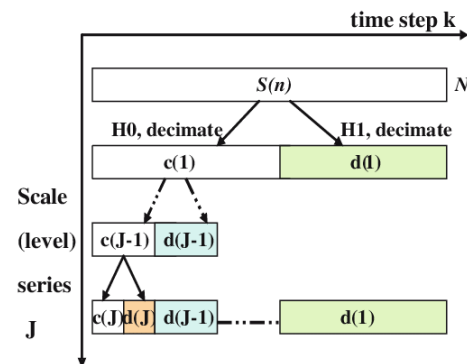 time step k
S(n)
N
H0, decimate
H1, decimate
c(1)
d(1)
Scale
(level)
series
J
c(J-1)
d(J-1)
c(J)
d(J)
d(J-1)
d(1)